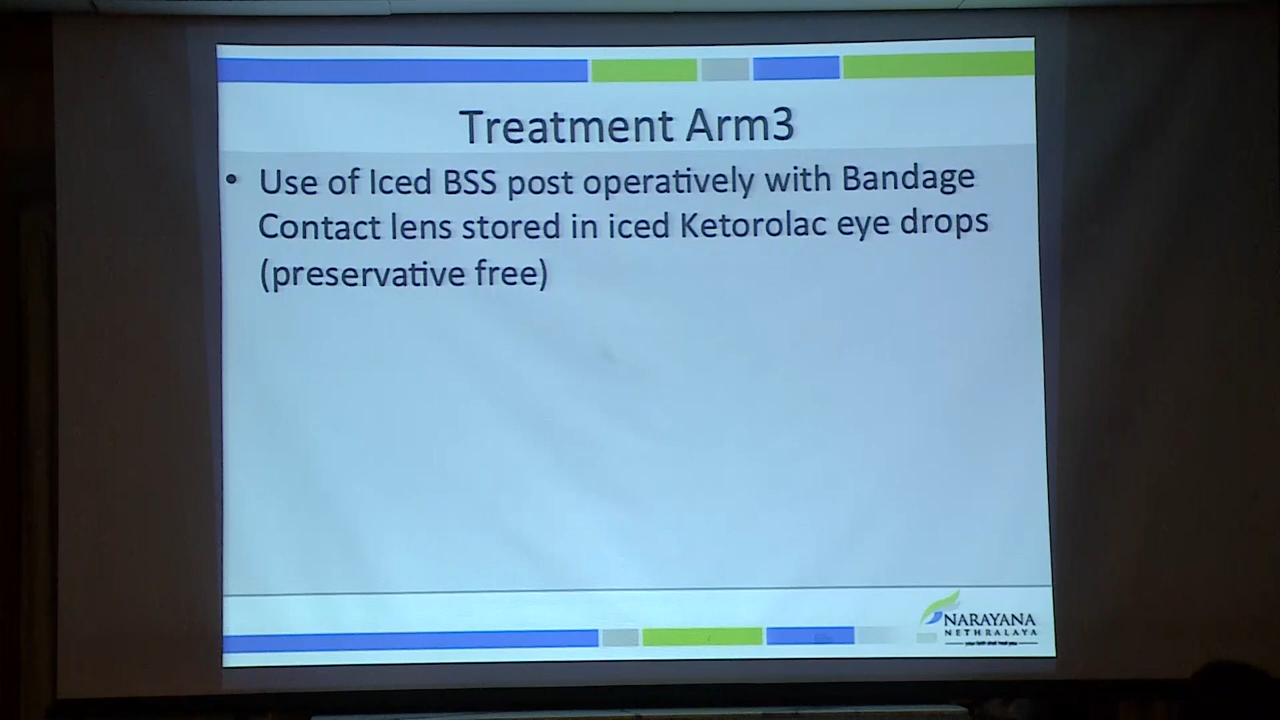 Treatment Arm3
• Use of Iced BSS post operatively with Bandage
Contact lens stored in iced Ketorolac eye drops
(preservative free)
NARAYANA
NETHRALAYA